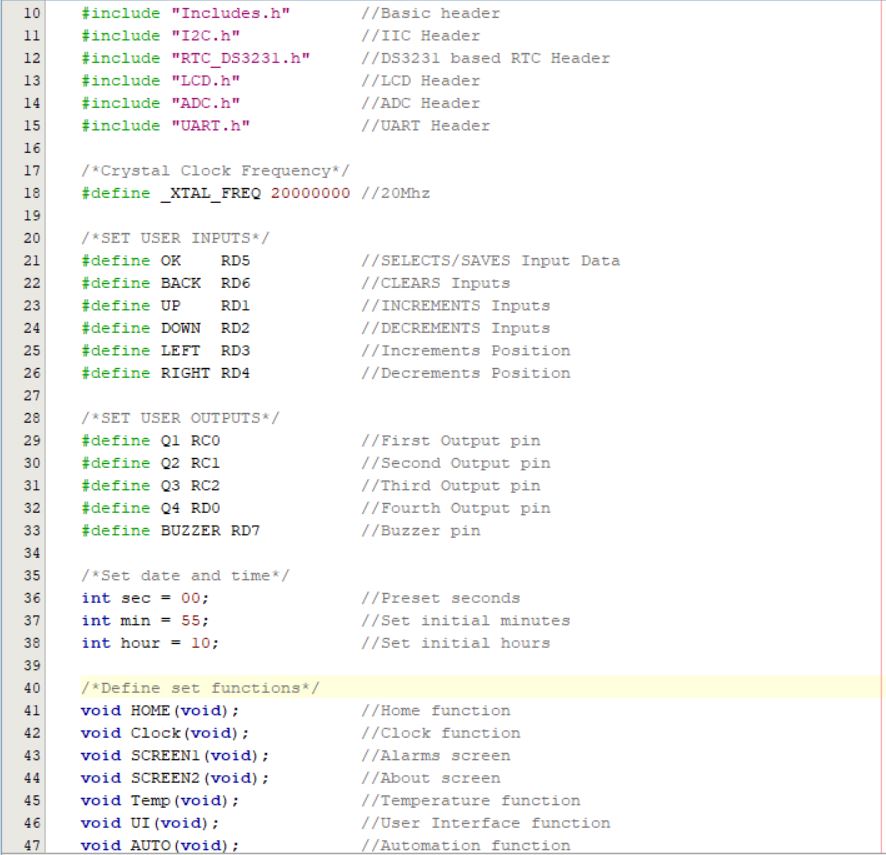 10 #include "Includes.h" //Basic header
11 #include "I2C.h" //IIC Header
12 #include "RTC_DS3231.h" //DS3231 based RTC Header
13 #include "LCD.h" //LCD Header
14 #include "ADC.h" //ADC Header
15 #include "UART.h" //UART Header
16
17 /*Crystal Clock Frequency*/
18 #define _XTAL_FREQ 20000000 //20Mhz
19
20 /*SET USER INPUTS*/
21 #define OK RD5 //SELECTS/SAVES Input Data
22 #define BACK RD6 //CLEARS Inputs
23 #define UP RD1 //INCREMENTS Inputs
24 #define DOWN RD2 //DECREMENTS Inputs
25 #define LEFT RD3 //Increments Position
26 #define RIGHT RD4 //Decrements Position
27
28 /*SET USER OUTPUTS*/
29 #define Q1 RC0 //First Output pin
30 #define Q2 RC1 //Second Output pin
31 #define Q3 RC2 //Third Output pin
32 #define Q4 RD0 //Fourth Output pin
33 #define BUZZER RD7 //Buzzer pin
34
35 /*Set date and time*/
36 int sec = 00; //Preset seconds
37 int min = 55; //Set initial minutes
38 int hour = 10; //Set initial hours
39
40 /*Define set functions*/
41 void HOME(void); //Home function
42 void Clock(void); //Clock function
43 void SCREEN1(void); //Alarms screen
44 void SCREEN2(void); //About screen
45 void Temp(void); //Temperature function
46 void UI(void); //User Interface function
47 void AUTO(void); //Automation function